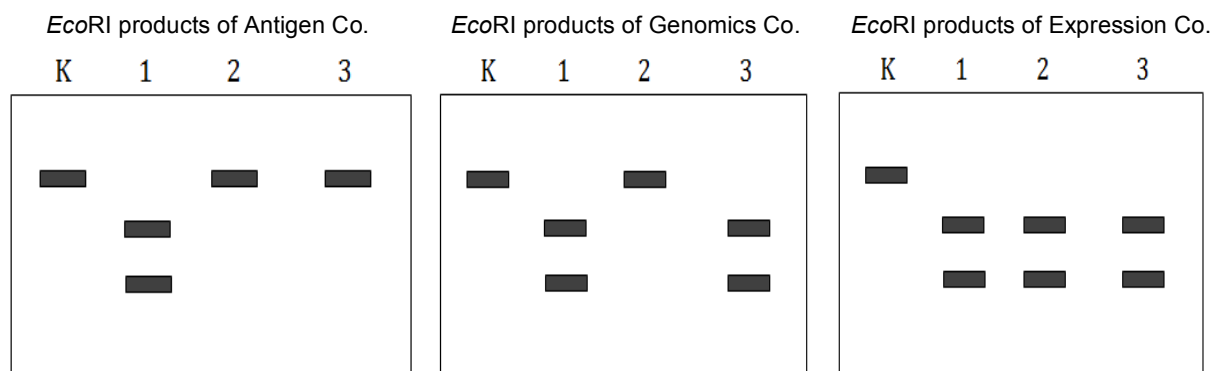 EcoRI products of Antigen Co.
K 1 2 3
EcoRI products of Genomics Co.
K 1 2 3
EcoRI products of Expression Co.
K 1 2 3